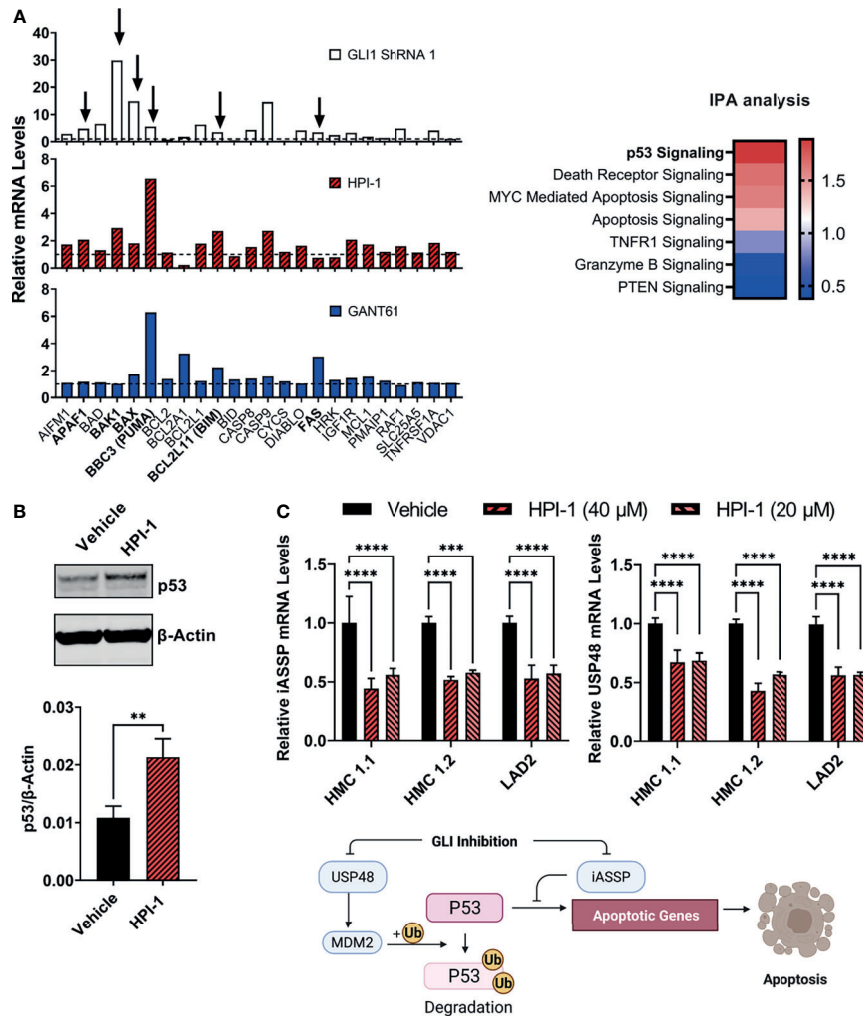 A
GLI1 ShRNA 1
40
30
20
10
0
HPI-1
6
4
2
0
GANT61
6
4
2
0
Relative mRNA Levels
AIFM1
APAF1
BAD
BAK1
BAX
BBC3 (PUMA)
BCL2
BCL2A1
BCL2L1
BCL2L11 (BIM)
BID
CASP8
CASP9
CYCS
DIABLO
FAS
HRK
IGF1R
MCL1
PMAIP1
RAF1
SLC25A5
TNFRSF1A
VDAC1
IPA analysis
p53 Signaling
Death Receptor Signaling
MYC Mediated Apoptosis Signaling
Apoptosis Signaling
TNFR1 Signaling
Granzyme B Signaling
PTEN Signaling
1.5
1.0
0.5
B
Vehicle
HPI-1
p53
β-Actin
p53/β-Actin
0.03
0.02
0.01
0.00
**
Vehicle
HPI-1
C
Vehicle
HPI-1 (40 µM)
HPI-1 (20 µM)
Relative iASSP mRNA Levels
1.5
1.0
0.5
0.0
**** *** ****
**** **** ****
HMC 1.1
HMC 1.2
LAD2
Relative USP48 mRNA Levels
1.5
1.0
0.5
0.0
**** **** ****
**** **** ****
HMC 1.1
HMC 1.2
LAD2
GLI Inhibition
USP48
iASSP
P53
Apoptotic Genes
MDM2
+ Ub
P53
Ub
Ub
Degradation
Apoptosis